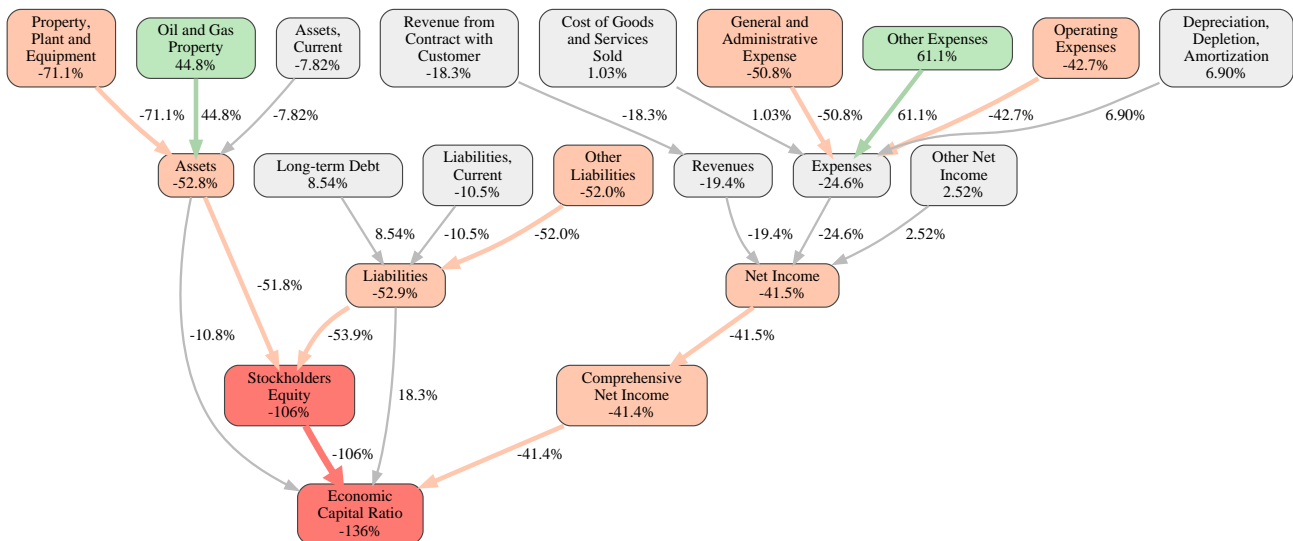 Property,
Plant and
Equipment
-71.1%
Oil and Gas
Property
44.8%
Assets,
Current
-7.82%
Revenue from
Contract with
Customer
-18.3%
Cost of Goods
and Services
Sold
1.03%
General and
Administrative
Expense
-50.8%
Other Expenses
61.1%
Operating
Expenses
-42.7%
Depreciation,
Depletion,
Amortization
6.90%
-71.1%
44.8%
-7.82%
-18.3%
1.03%
-50.8%
61.1%
-42.7%
6.90%
Assets
-52.8%
Long-term Debt
8.54%
Liabilities,
Current
-10.5%
Other
Liabilities
-52.0%
Revenues
-19.4%
Expenses
-24.6%
Other Net
Income
2.52%
8.54%
-10.5%
-52.0%
-19.4%
-24.6%
2.52%
Liabilities
-52.9%
Net Income
-41.5%
-51.8%
-10.8%
-53.9%
18.3%
-41.5%
Stockholders
Equity
-106%
Comprehensive
Net Income
-41.4%
-106%
-41.4%
Economic
Capital Ratio
-136%